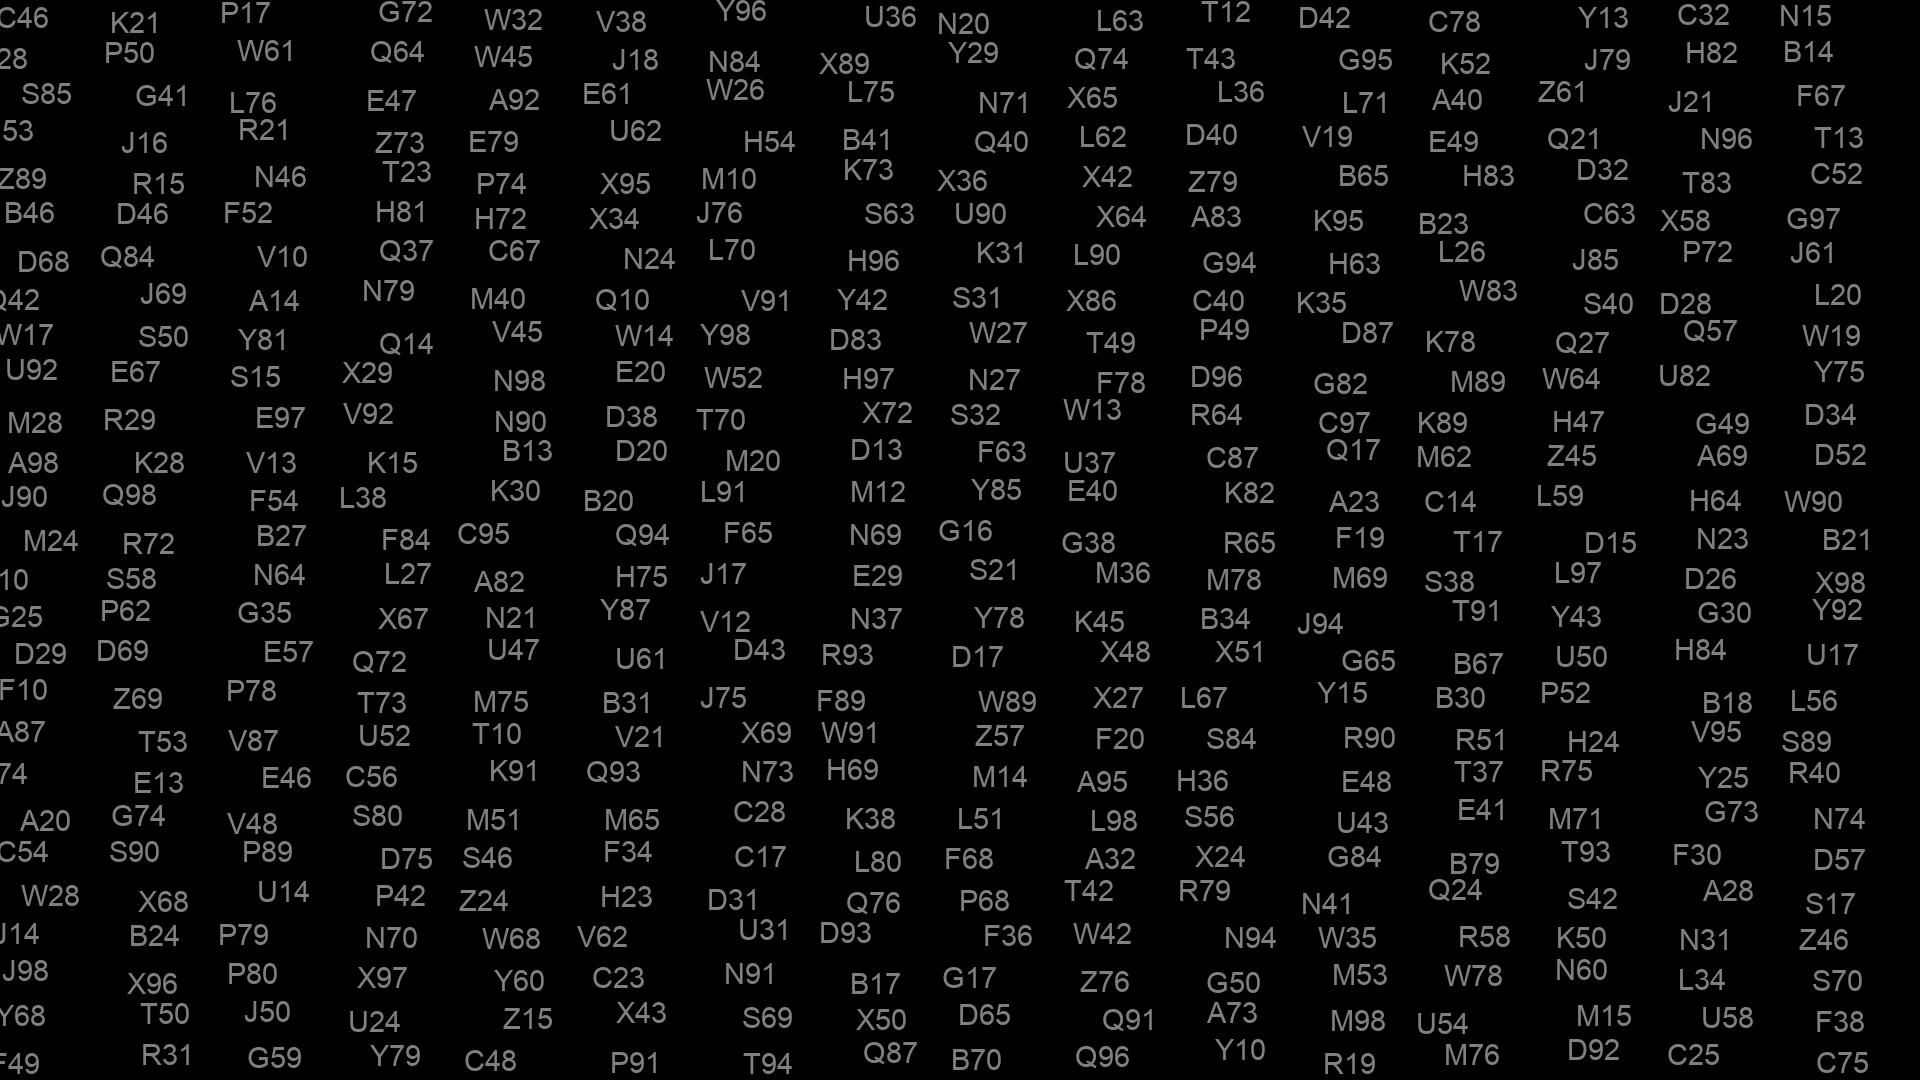 C46 K21 P17 G72 W32 V38 Y96 U36 N20 L63 T12 D42 C78 Y13 C32 N15
28 P50 W61 Q64 W45 J18 N84 X89 Y29 Q74 T43 G95 K52 J79 H82 B14
S85 G41 L76 E47 A92 E61 W26 L75 N71 X65 L36 L71 A40 Z61 J21 F67
53 J16 R21 Z73 E79 U62 H54 B41 Q40 L62 D40 V19 E49 Q21 N96 T13
Z89 R15 N46 T23 P74 X95 M10 K73 X36 X42 Z79 B65 H83 D32 T83 C52
B46 D46 F52 H81 H72 X34 J76 S63 U90 X64 A83 K95 B23 C63 X58 G97
D68 Q84 V10 Q37 C67 N24 L70 H96 K31 L90 G94 H63 L26 J85 P72 J61
Q42 J69 A14 N79 M40 Q10 V91 Y42 S31 X86 C40 K35 W83 S40 D28 L20
W17 S50 Y81 Q14 V45 W14 Y98 D83 W27 T49 P49 D87 K78 Q27 Q57 W19
U92 E67 S15 X29 N98 E20 W52 H97 N27 F78 D96 G82 M89 W64 U82 Y75
M28 R29 E97 V92 N90 D38 T70 X72 S32 W13 R64 C97 K89 H47 G49 D34
A98 K28 V13 K15 B13 D20 M20 D13 F63 U37 C87 Q17 M62 Z45 A69 D52
J90 Q98 F54 L38 K30 B20 L91 M12 Y85 E40 K82 A23 C14 L59 H64 W90
M24 R72 B27 F84 C95 Q94 F65 N69 G16 G38 R65 F19 T17 D15 N23 B21
10 S58 N64 L27 A82 H75 J17 E29 S21 M36 M78 M69 S38 L97 D26 X98
G25 P62 G35 X67 N21 Y87 V12 N37 Y78 K45 B34 J94 T91 Y43 G30 Y92
D29 D69 E57 Q72 U47 U61 D43 R93 D17 X48 X51 G65 B67 U50 H84 U17
F10 Z69 P78 T73 M75 B31 J75 F89 W89 X27 L67 Y15 B30 P52 B18 L56
A87 T53 V87 U52 T10 V21 X69 W91 Z57 F20 S84 R90 R51 H24 V95 S89
74 E13 E46 C56 K91 Q93 N73 H69 M14 A95 H36 E48 T37 R75 Y25 R40
A20 G74 V48 S80 M51 M65 C28 K38 L51 L98 S56 U43 E41 M71 G73 N74
C54 S90 P89 D75 S46 F34 C17 L80 F68 A32 X24 G84 B79 T93 F30 D57
W28 X68 U14 P42 Z24 H23 D31 Q76 P68 T42 R79 N41 Q24 S42 A28 S17
J14 B24 P79 N70 W68 V62 U31 D93 F36 W42 N94 W35 R58 K50 N31 Z46
J98 X96 P80 X97 Y60 C23 N91 B17 G17 Z76 G50 M53 W78 N60 L34 S70
Y68 T50 J50 U24 Z15 X43 S69 X50 D65 Q91 A73 M98 U54 M15 U58 F38
F49 R31 G59 Y79 C48 P91 T94 Q87 B70 Q96 Y10 R19 M76 D92 C25 C75